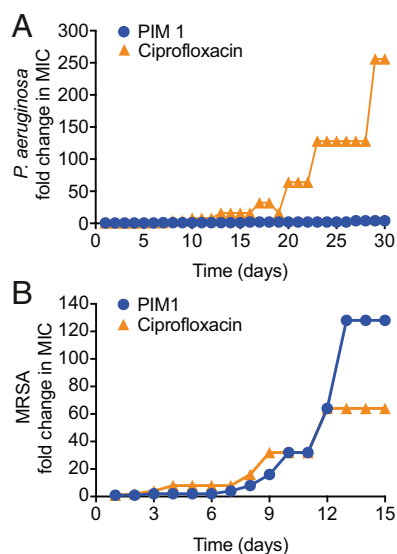 A
PIM 1
Ciprofloxacin
P. aeruginosa
fold change in MIC
300
250
200
150
100
50
0
0 5 10 15 20 25 30
Time (days)
B
PIM1
Ciprofloxacin
MRSA
fold change in MIC
140
120
100
80
60
40
20
0
0 3 6 9 12 15
Time (days)